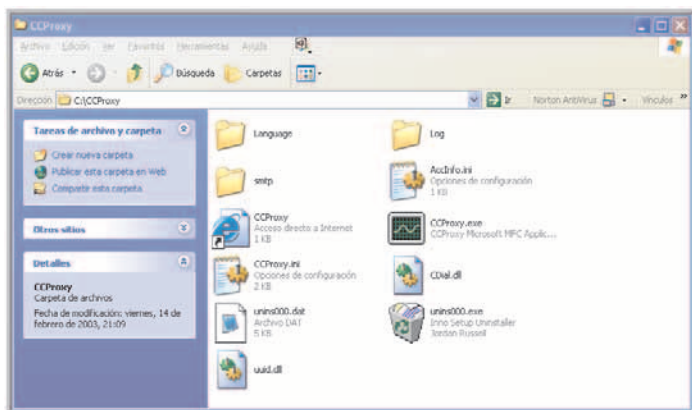 CCProxy
Archivo Edición Ver Favoritos Herramientas Ayuda
Atrás Búsqueda Carpetas
Dirección C:\CCProxy Ir Norton AntiVirus Vínculos »
Tareas de archivo y carpeta
Crear nueva carpeta
Publicar esta carpeta en Web
Compartir esta carpeta
Otros sitios
Detalles
CCProxy
Carpeta de archivos
Fecha de modificación: viernes, 14 de
febrero de 2003, 21:09
Language
Log
smtp
AccInfo.ini
Opciones de configuración
1 KB
CCProxy
Acceso directo a Internet
1 KB
CCProxy.exe
CCProxy Microsoft MFC Applic...
CCProxy.ini
Opciones de configuración
2 KB
CDial.dll
unins000.dat
Archivo DAT
5 KB
unins000.exe
Inno Setup Uninstaller
Jordan Russell
uuid.dll